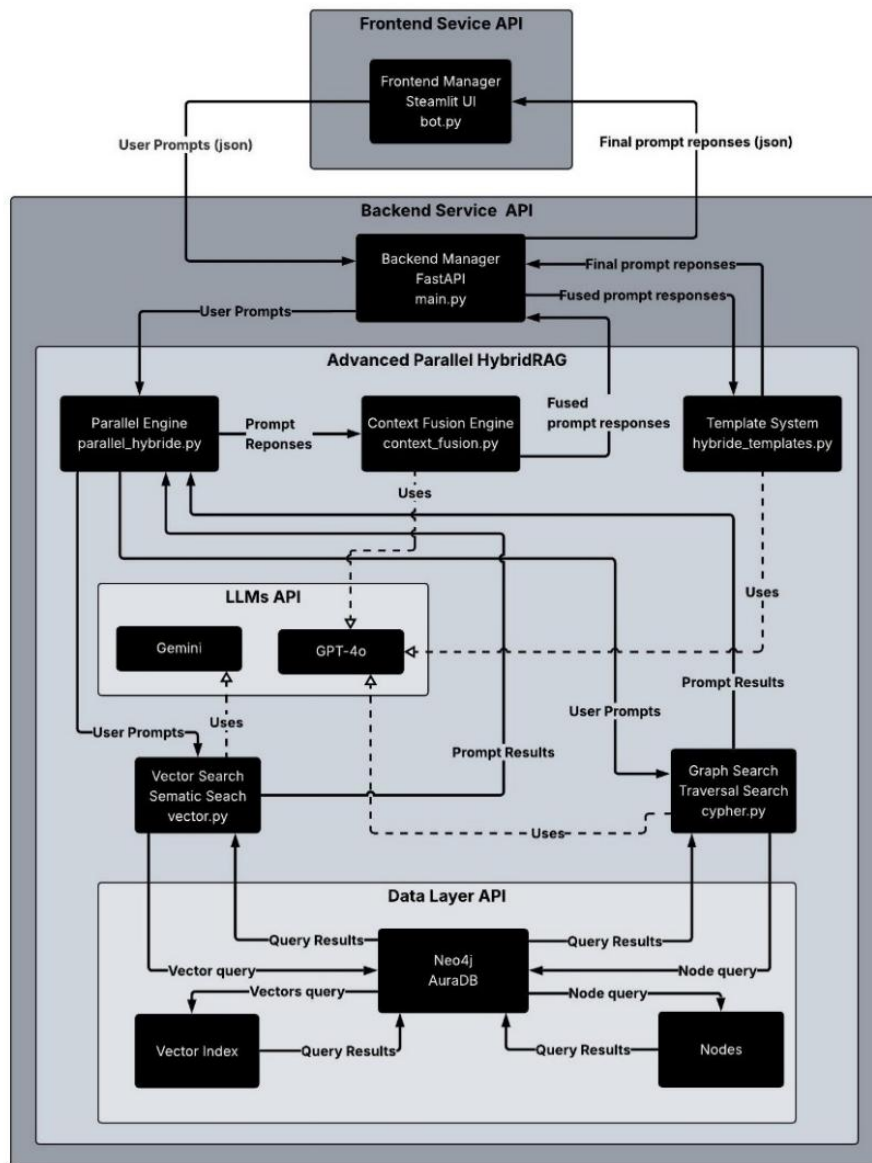 Frontend Sevice API
Frontend Manager
Steamlit UI
bot.py
User Prompts (json)
Final prompt reponses (json)
Backend Service API
Backend Manager
FastAPI
main.py
Final prompt reponses
Fused prompt responses
User Prompts
Advanced Parallel HybridRAG
Parallel Engine
parallel_hybride.py
Prompt
Reponses
Context Fusion Engine
context_fusion.py
Fused
prompt responses
Template System
hybride_templates.py
Uses
LLMs API
Gemini
GPT-4o
Uses
Prompt Results
User Prompts
Uses
User Prompts
Prompt Results
Vector Search
Sematic Seach
vector.py
Graph Search
Traversal Search
cypher.py
Uses
Data Layer API
Query Results
Neo4j
AuraDB
Query Results
Vector query
Node query
Vectors query
Node query
Vector Index
Query Results
Query Results
Nodes